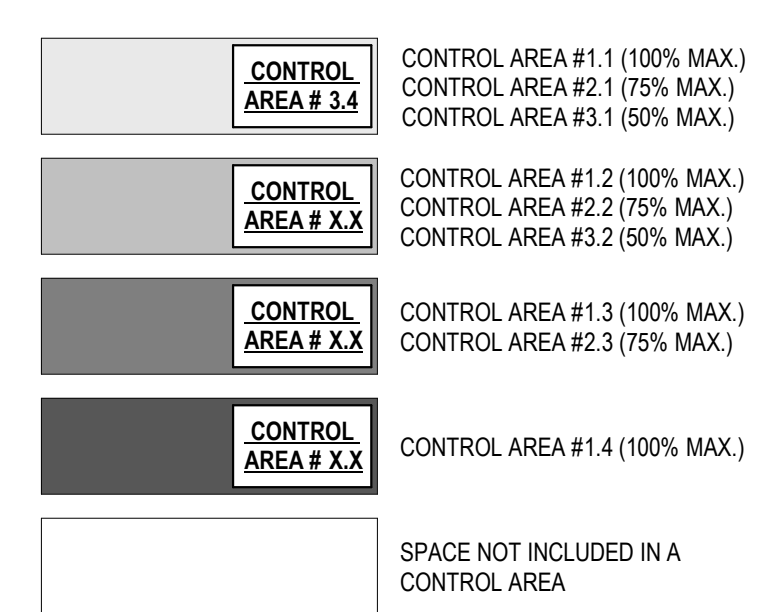 CONTROL
AREA # 3.4
CONTROL AREA #1.1 (100% MAX.)
CONTROL AREA #2.1 (75% MAX.)
CONTROL AREA #3.1 (50% MAX.)
CONTROL
AREA # X.X
CONTROL AREA #1.2 (100% MAX.)
CONTROL AREA #2.2 (75% MAX.)
CONTROL AREA #3.2 (50% MAX.)
CONTROL
AREA # X.X
CONTROL AREA #1.3 (100% MAX.)
CONTROL AREA #2.3 (75% MAX.)
CONTROL
AREA # X.X
CONTROL AREA #1.4 (100% MAX.)
SPACE NOT INCLUDED IN A
CONTROL AREA